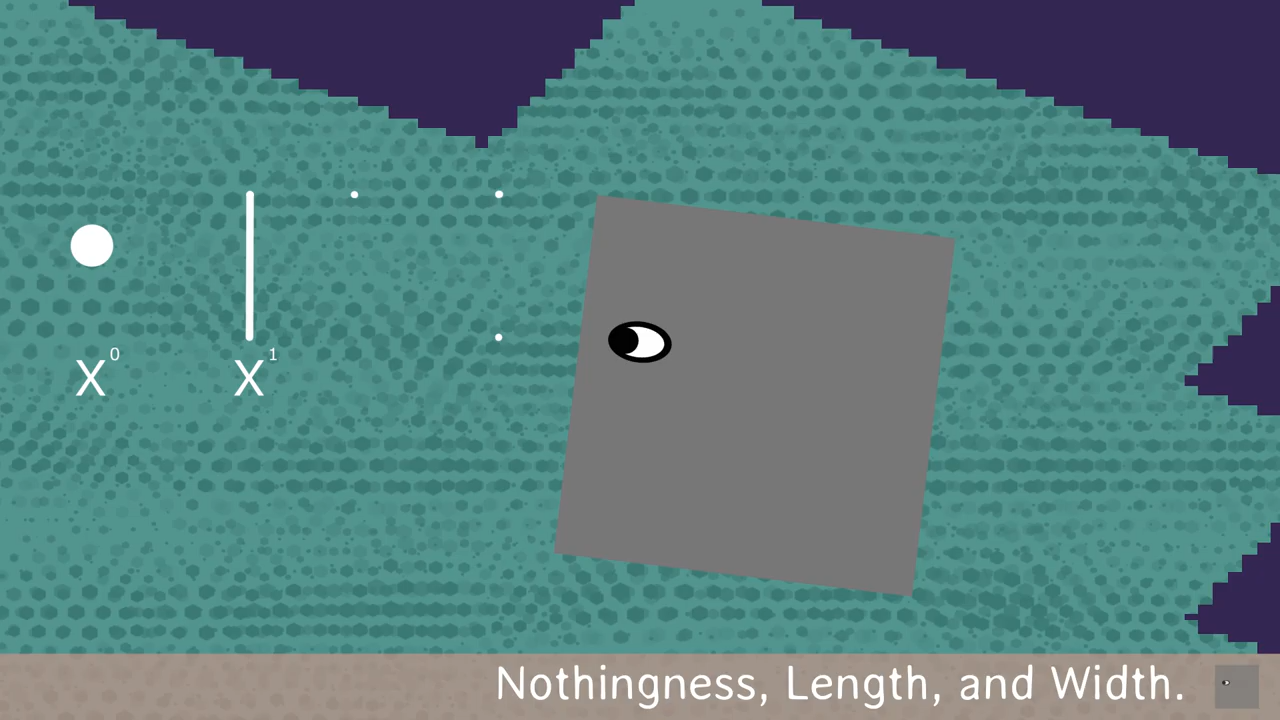 X⁰
X¹
Nothingness, Length, and Width.